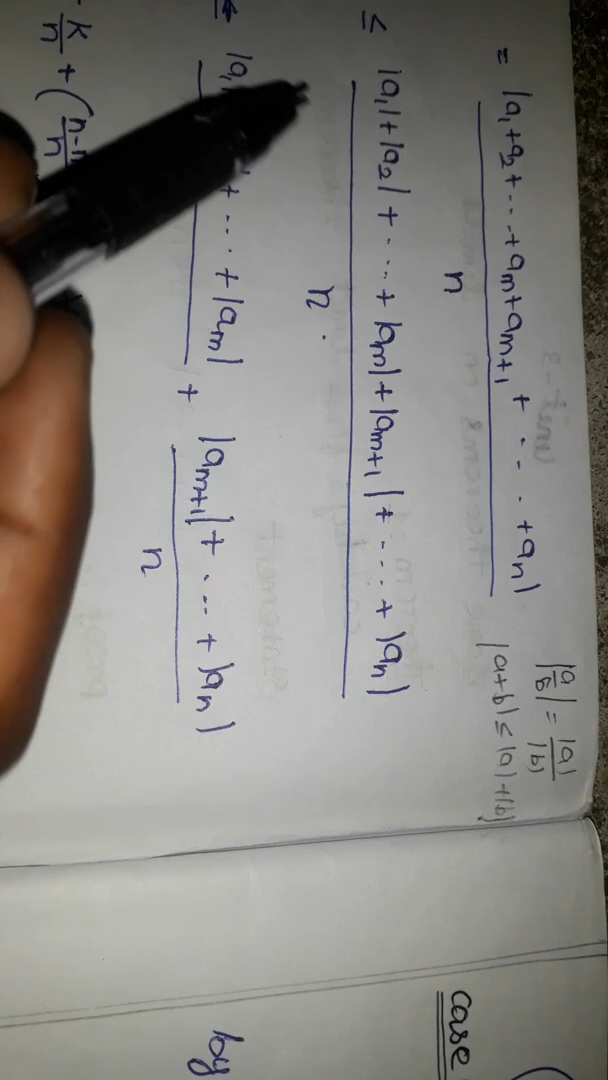 = |a₁+a₂+...+aₘ+aₘ₊₁+...+aₙ|
n
|a/b| = |a|/|b|
|a+b| ≤ |a|+|b|
≤ |a₁|+|a₂|+...+|aₘ|+|aₘ₊₁|+...+|aₙ|
n.
+...+|aₘ| + |aₘ₊₁|+...+|aₙ|
n
k/n + (
case
by